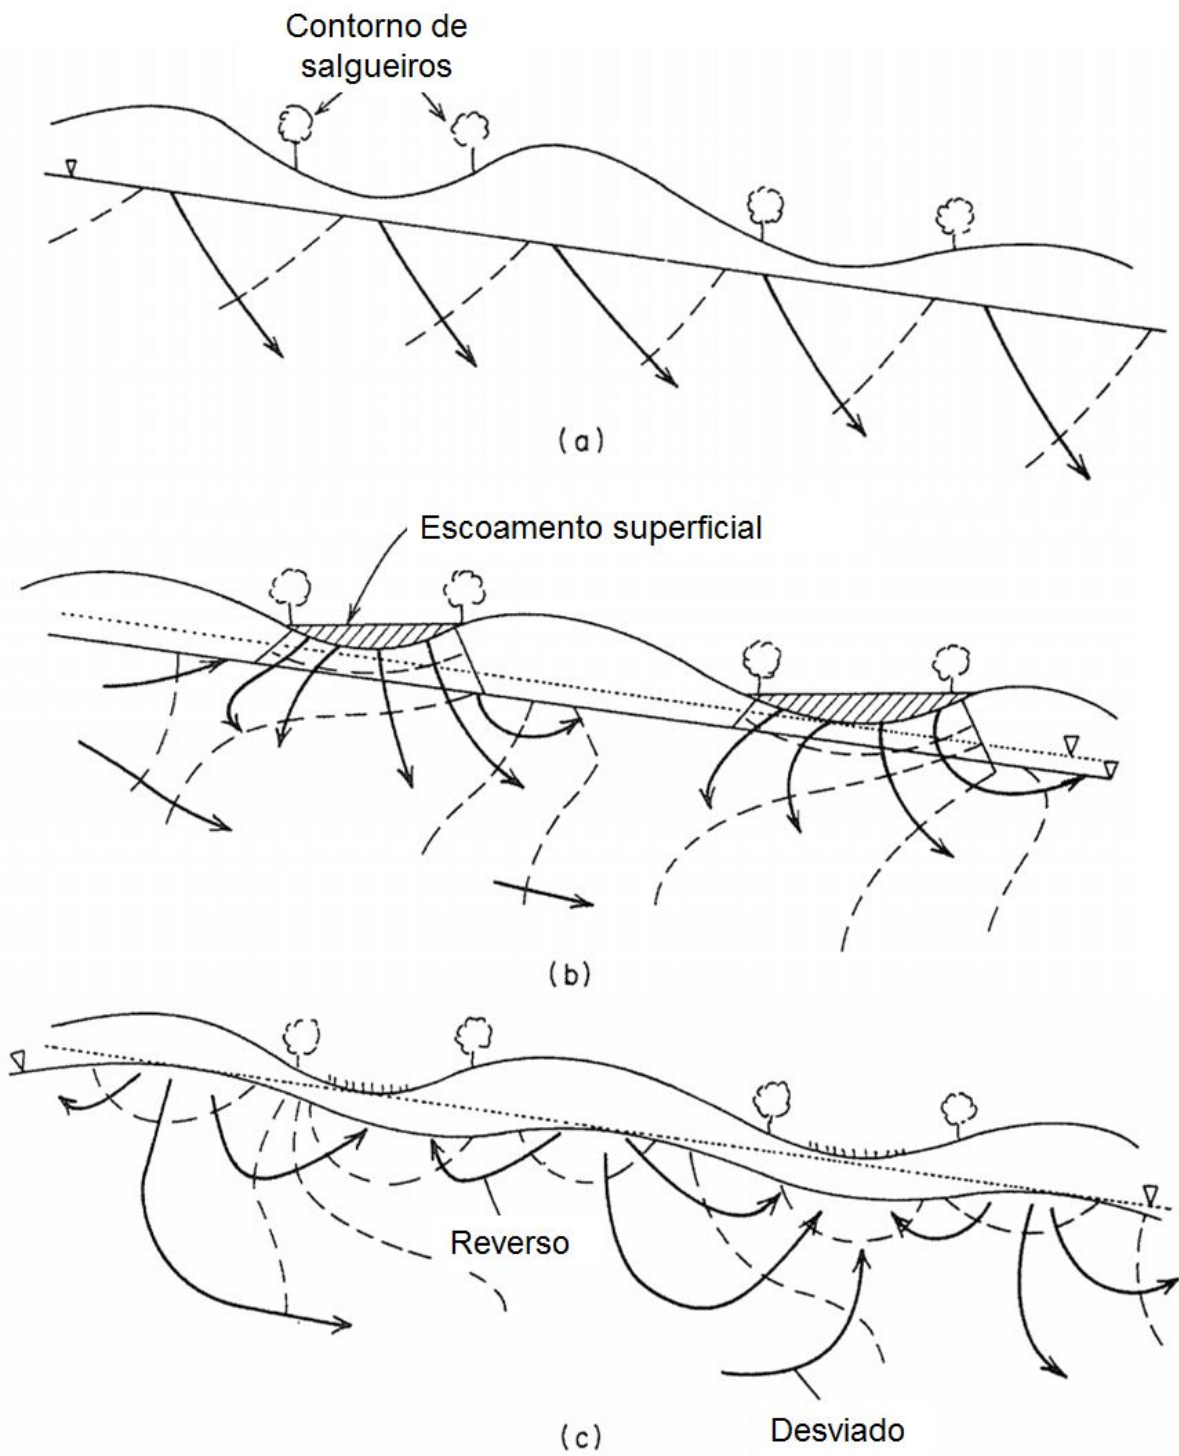 Contorno de
salgueiros
(a)
Escoamento superficial
(b)
Reverso
Desviado
(c)